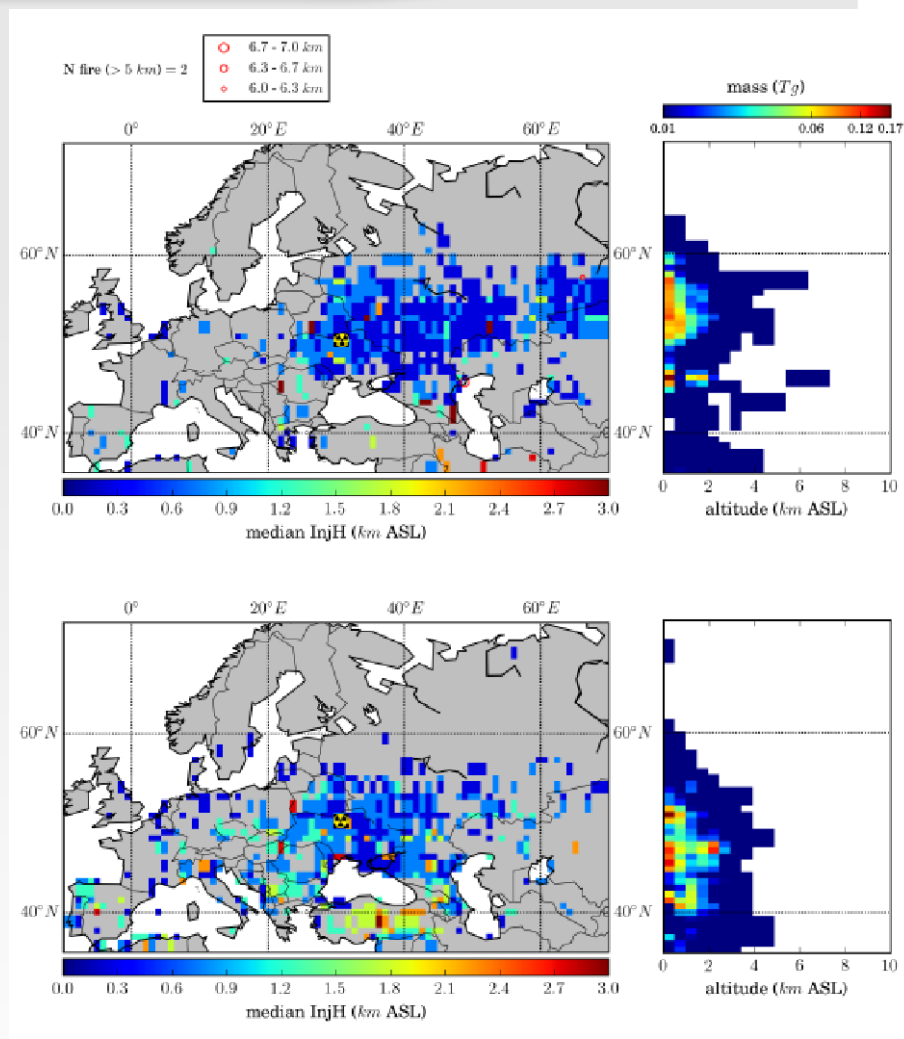 N fire (> 5 km) = 2
6.7 - 7.0 km
6.3 - 6.7 km
6.0 - 6.3 km
mass (Tg)
0.01 0.06 0.12 0.17
0° 20°E 40°E 60°E
60°N 60°N
40°N 40°N
0.0 0.3 0.6 0.9 1.2 1.5 1.8 2.1 2.4 2.7 3.0
median InjH (km ASL)
0 2 4 6 8 10
altitude (km ASL)
0° 20°E 40°E 60°E
60°N 60°N
40°N 40°N
0.0 0.3 0.6 0.9 1.2 1.5 1.8 2.1 2.4 2.7 3.0
median InjH (km ASL)
0 2 4 6 8 10
altitude (km ASL)